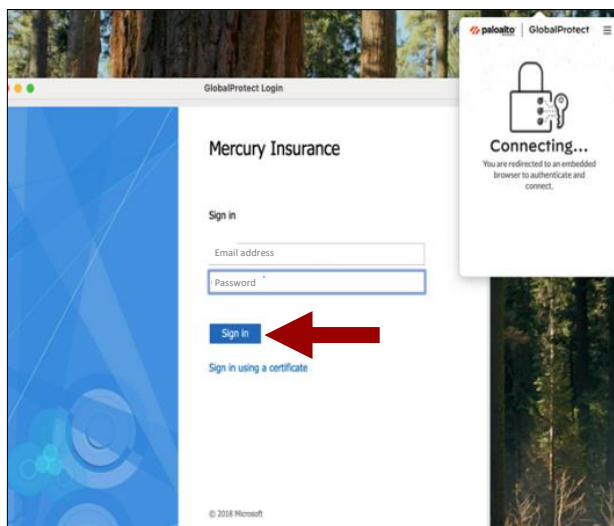 paloalto GlobalProtect
GlobalProtect Login
Connecting...
You are redirected to an embedded
browser to authenticate and
connect.
Mercury Insurance
Sign in
Email address
Password
Sign in
Sign in using a certificate
© 2018 Microsoft